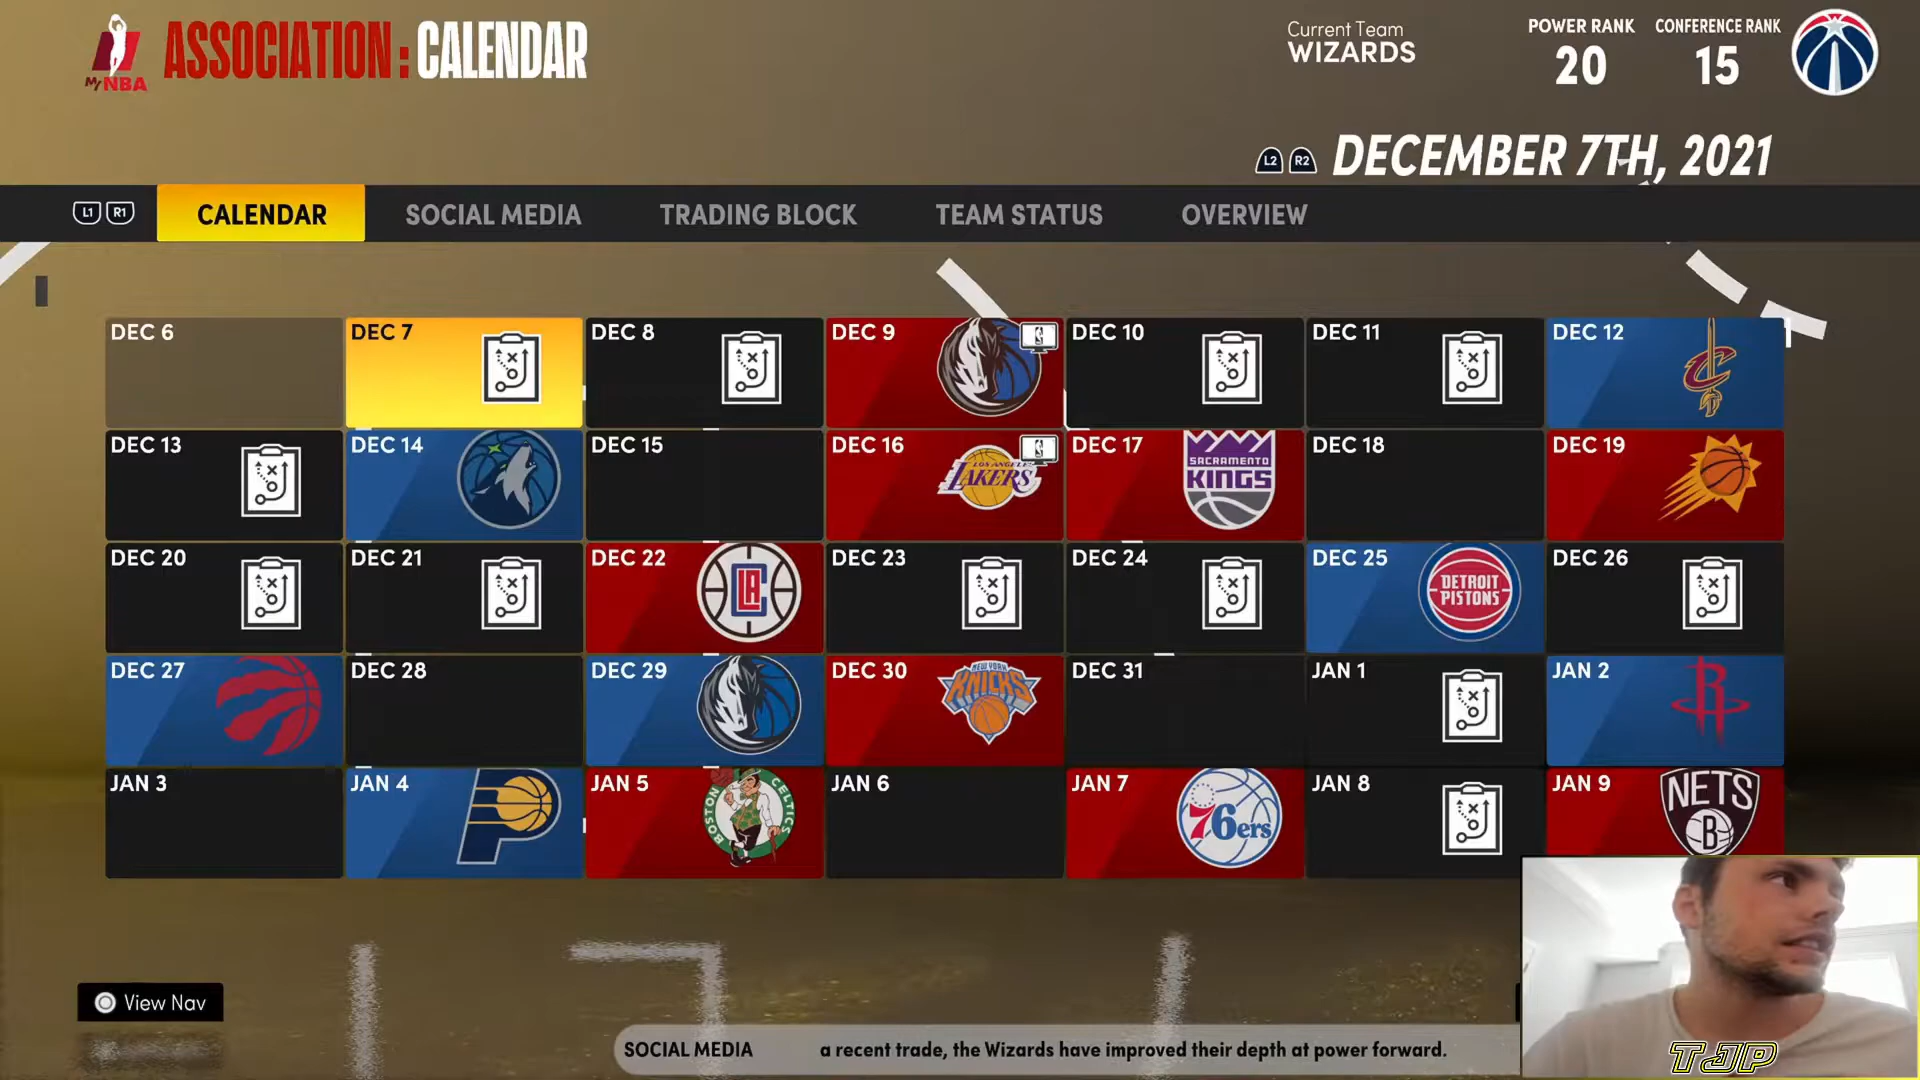 My NBA
ASSOCIATION: CALENDAR
Current Team
WIZARDS
POWER RANK
20
CONFERENCE RANK
15
L2 R2 DECEMBER 7TH, 2021
L1 R1 CALENDAR SOCIAL MEDIA TRADING BLOCK TEAM STATUS OVERVIEW
DEC 6 DEC 7 DEC 8 DEC 9 DEC 10 DEC 11 DEC 12
C
DEC 13 DEC 14 DEC 15 DEC 16 DEC 17 DEC 18 DEC 19
LOS ANGELES
LAKERS
SACRAMENTO
KINGS
DEC 20 DEC 21 DEC 22 DEC 23 DEC 24 DEC 25 DEC 26
LA
DETROIT
PISTONS
DEC 27 DEC 28 DEC 29 DEC 30 DEC 31 JAN 1 JAN 2
NEW YORK
KNICKS
R
JAN 3 JAN 4 JAN 5 JAN 6 JAN 7 JAN 8 JAN 9
P
BOSTON CELTICS
76ers
NETS
B
View Nav
SOCIAL MEDIA a recent trade, the Wizards have improved their depth at power forward.
TJP